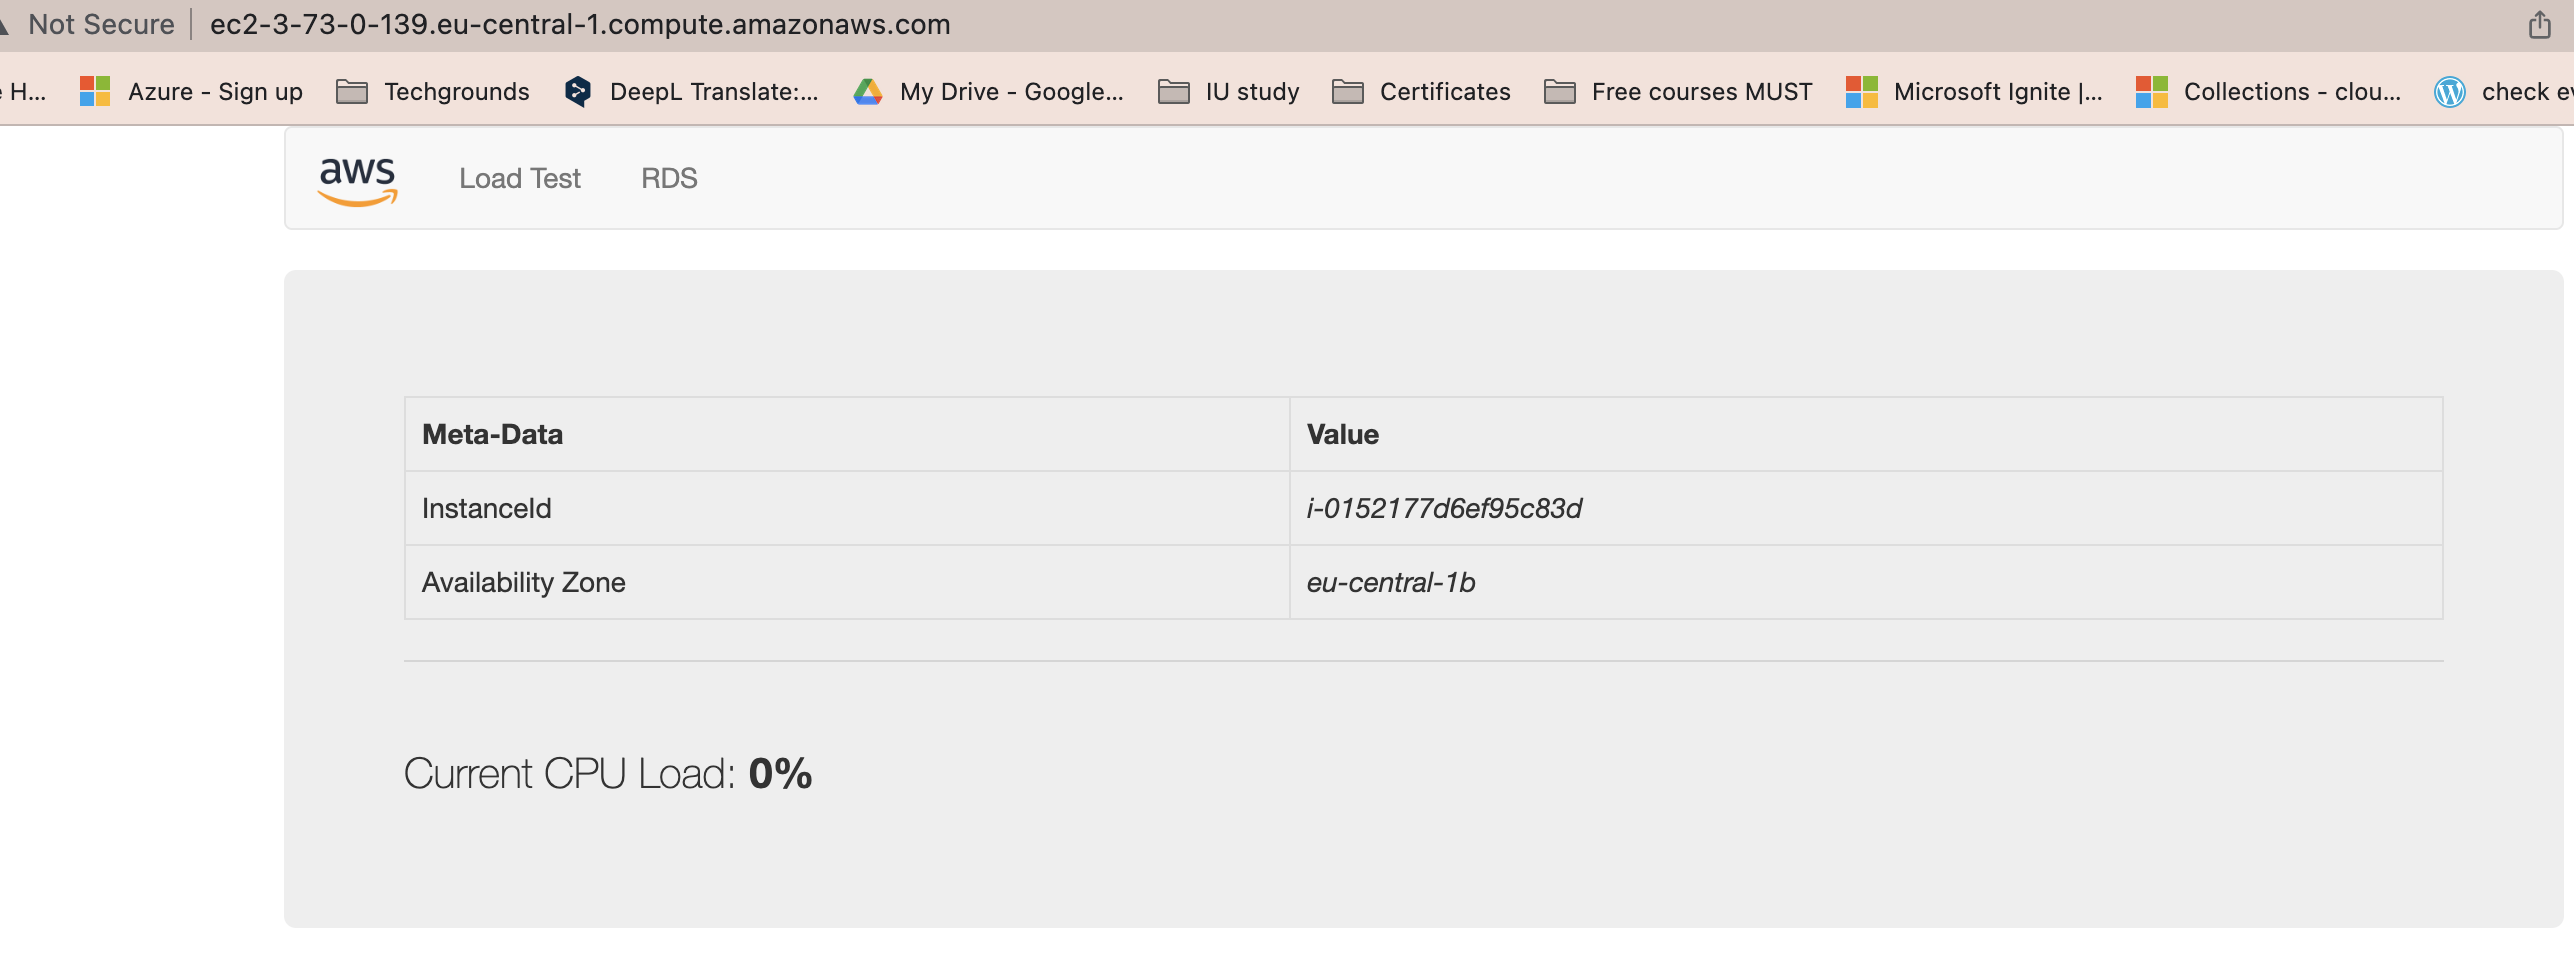 Not Secure ec2-3-73-0-139.eu-central-1.compute.amazonaws.com
H... Azure - Sign up Techgrounds DeepL Translate:... My Drive - Google... IU study Certificates Free courses MUST Microsoft Ignite |... Collections - clou... check
aws Load Test RDS
Meta-Data Value
InstanceId i-0152177d6ef95c83d
Availability Zone eu-central-1b
Current CPU Load: 0%